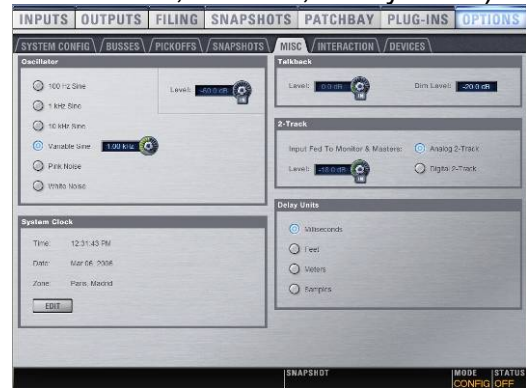 INPUTS OUTPUTS FILING SNAPSHOTS PATCHBAY PLUG-INS OPTIONS
SYSTEM CONFIG BUSSES PICKOFFS SNAPSHOTS MISC INTERACTION DEVICES
Oscillator
100 Hz Sine
Level: -60.0 dB
1 kHz Sine
10 kHz Sine
Variable Sine 1.00 kHz
Pink Noise
White Noise
System Clock
Time: 12:31:43 PM
Date: Mar 06, 2006
Zone: Paris, Madrid
EDIT
Talkback
Level: 0.0 dB Dim Level: -20.0 dB
2-Track
Input Fed To Monitor & Masters: Analog 2-Track
Level: -18.0 dB Digital 2-Track
Delay Units
Milliseconds
Feet
Meters
Samples
SNAPSHOT MODE STATUS
CONFIG OFF